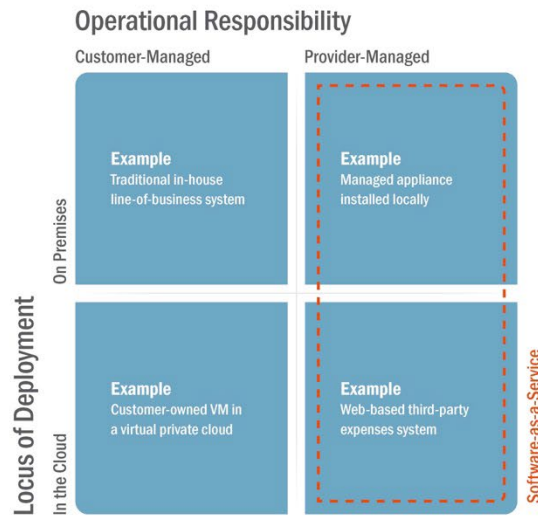 Operational Responsibility
Customer-Managed
Provider-Managed
Locus of Deployment
On Premises
Example
Traditional in-house
line-of-business system
Example
Managed appliance
installed locally
In the Cloud
Example
Customer-owned VM in
a virtual private cloud
Example
Web-based third-party
expenses system
Software-as-a-Service